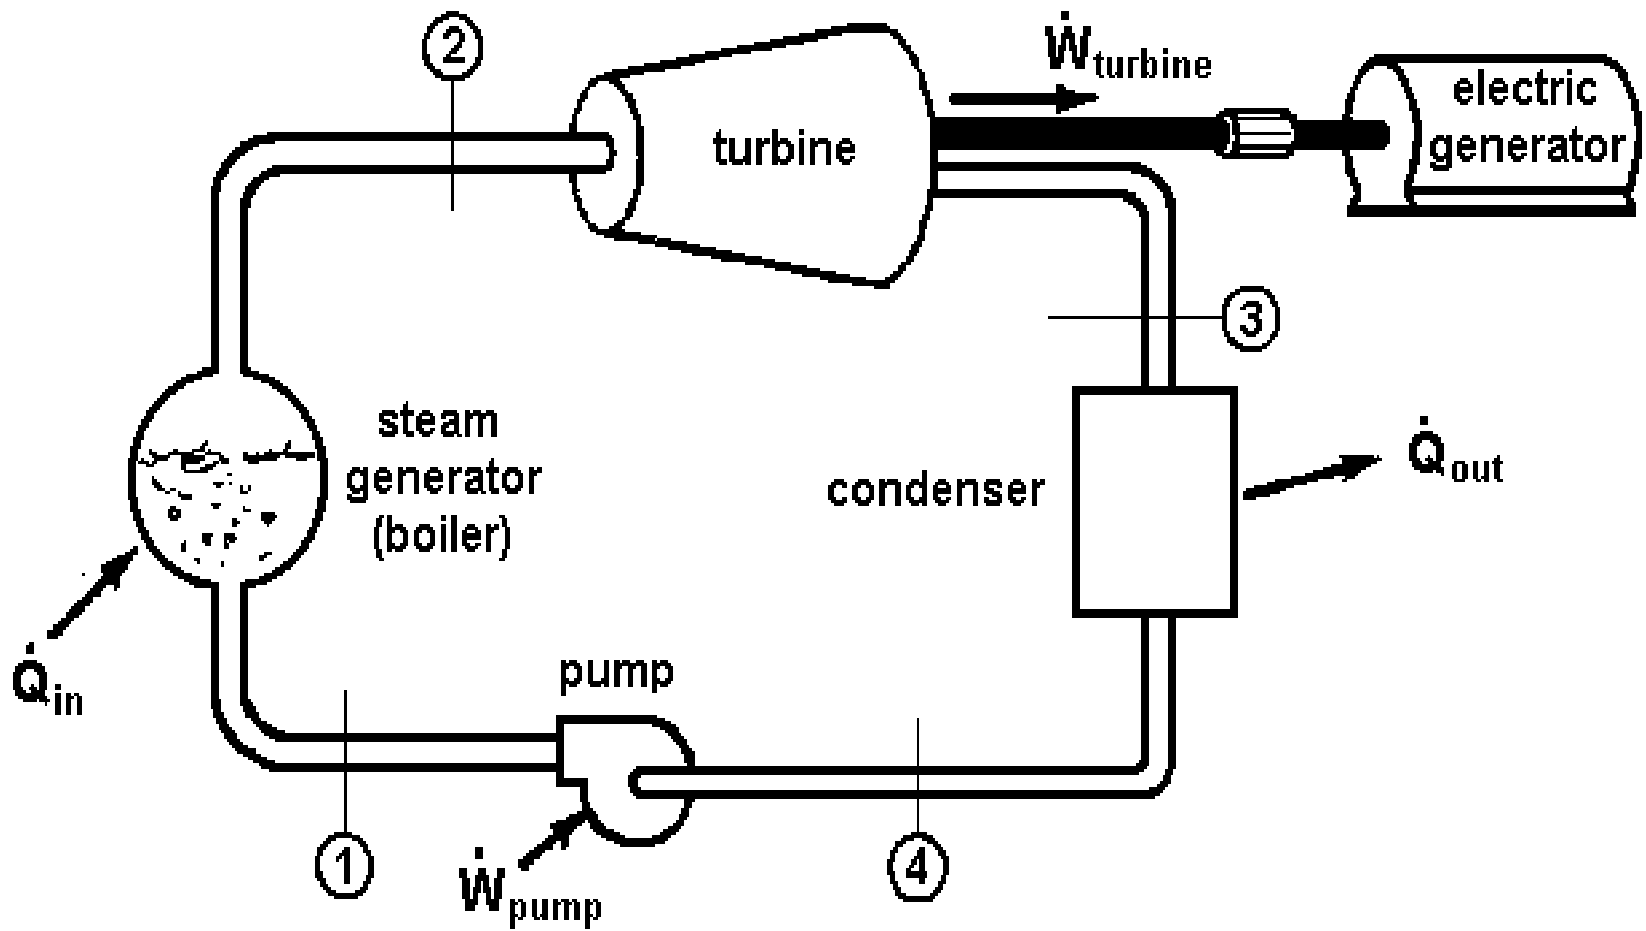 2
Ẇturbine
electric
generator
turbine
3
steam
generator
(boiler)
condenser
Q̇out
Q̇in
pump
1
Ẇpump
4